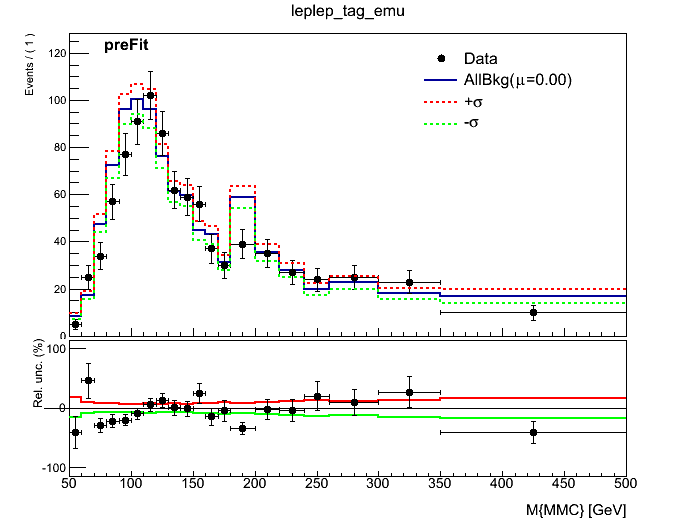 leplep_tag_emu
Events / ( 1 )
preFit
Data
AllBkg(μ=0.00)
+σ
-σ
120
100
80
60
40
20
0
Rel. unc. (%)
100
0
-100
50 100 150 200 250 300 350 400 450 500
M{MMC} [GeV]